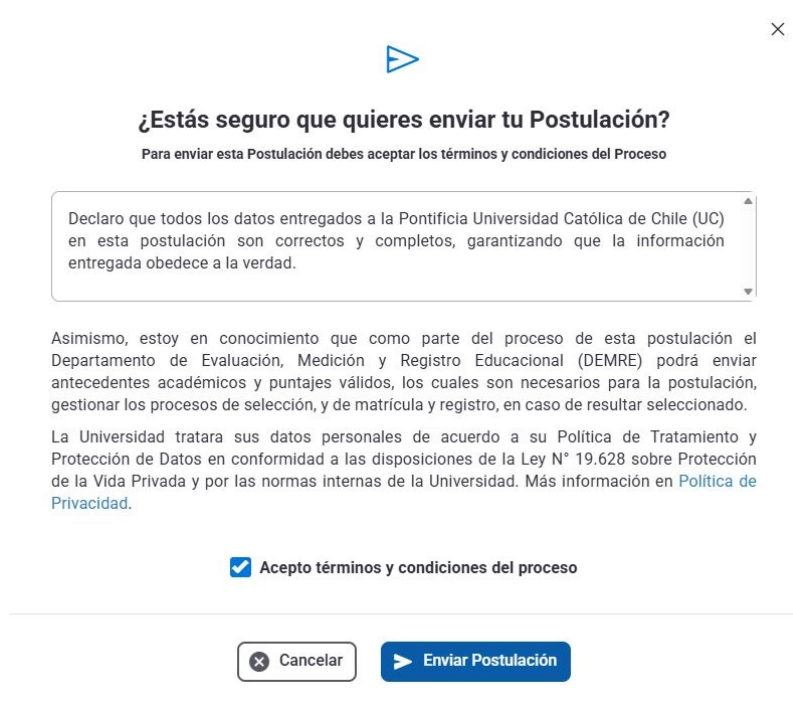 ¿Estás seguro que quieres enviar tu Postulación?
Para enviar esta Postulación debes aceptar los términos y condiciones del Proceso
Declaro que todos los datos entregados a la Pontificia Universidad Católica de Chile (UC)
en esta postulación son correctos y completos, garantizando que la información
entregada obedece a la verdad.
Asimismo, estoy en conocimiento que como parte del proceso de esta postulación el
Departamento de Evaluación, Medición y Registro Educacional (DEMRE) podrá enviar
antecedentes académicos y puntajes válidos, los cuales son necesarios para la postulación,
gestionar los procesos de selección, y de matrícula y registro, en caso de resultar seleccionado.
La Universidad tratara sus datos personales de acuerdo a su Política de Tratamiento y
Protección de Datos en conformidad a las disposiciones de la Ley N° 19.628 sobre Protección
de la Vida Privada y por las normas internas de la Universidad. Más información en Política de
Privacidad.
Acepto términos y condiciones del proceso
Cancelar
Enviar Postulación